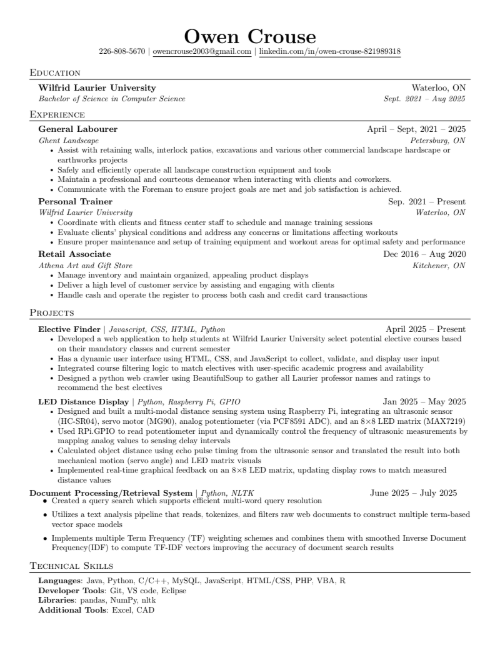 Owen Crouse
226-808-5670 | owencrouse2003@gmail.com | linkedin.com/in/owen-crouse-821989318
Education
Wilfrid Laurier University Waterloo, ON
Bachelor of Science in Computer Science Sept. 2021 – Aug 2025
Experience
General Labourer April – Sept, 2021 – 2025
Ghent Landscape Petersburg, ON
• Assist with retaining walls, interlock patios, excavations and various other commercial landscape hardscape or
earthworks projects
• Safely and efficiently operate all landscape construction equipment and tools
• Maintain a professional and courteous demeanor when interacting with clients and coworkers.
• Communicate with the Foreman to ensure project goals are met and job satisfaction is achieved.
Personal Trainer Sep. 2021 – Present
Wilfrid Laurier University Waterloo, ON
• Coordinate with clients and fitness center staff to schedule and manage training sessions
• Evaluate clients' physical conditions and address any concerns or limitations affecting workouts
• Ensure proper maintenance and setup of training equipment and workout areas for optimal safety and performance
Retail Associate Dec 2016 – Aug 2020
Athena Art and Gift Store Kitchener, ON
• Manage inventory and maintain organized, appealing product displays
• Deliver a high level of customer service by assisting and engaging with clients
• Handle cash and operate the register to process both cash and credit card transactions
Projects
Elective Finder | Javascript, CSS, HTML, Python April 2025 – Present
• Developed a web application to help students at Wilfrid Laurier University select potential elective courses based
on their mandatory classes and current semester
• Has a dynamic user interface using HTML, CSS, and JavaScript to collect, validate, and display user input
• Integrated course filtering logic to match electives with user-specific academic progress and availability
• Designed a python web crawler using BeautifulSoup to gather all Laurier professor names and ratings to
recommend the best electives
LED Distance Display | Python, Raspberry Pi, GPIO Jan 2025 – May 2025
• Designed and built a multi-modal distance sensing system using Raspberry Pi, integrating an ultrasonic sensor
(HC-SR04), servo motor (MG90), analog potentiometer (via PCF8591 ADC), and an 8×8 LED matrix (MAX7219)
• Used RPi.GPIO to read potentiometer input and dynamically control the frequency of ultrasonic measurements by
mapping analog values to sensing delay intervals
• Calculated object distance using echo pulse timing from the ultrasonic sensor and translated the result into both
mechanical motion (servo angle) and LED matrix visuals
• Implemented real-time graphical feedback on an 8×8 LED matrix, updating display rows to match measured
distance values
Document Processing/Retrieval System | Python, NLTK June 2025 – July 2025
• Created a query search which supports efficient multi-word query resolution
• Utilizes a text analysis pipeline that reads, tokenizes, and filters raw web documents to construct multiple term-based
vector space models
• Implements multiple Term Frequency (TF) weighting schemes and combines them with smoothed Inverse Document
Frequency(IDF) to compute TF-IDF vectors improving the accuracy of document search results
Technical Skills
Languages: Java, Python, C/C++, MySQL, JavaScript, HTML/CSS, PHP, VBA, R
Developer Tools: Git, VS code, Eclipse
Libraries: pandas, NumPy, nltk
Additional Tools: Excel, CAD